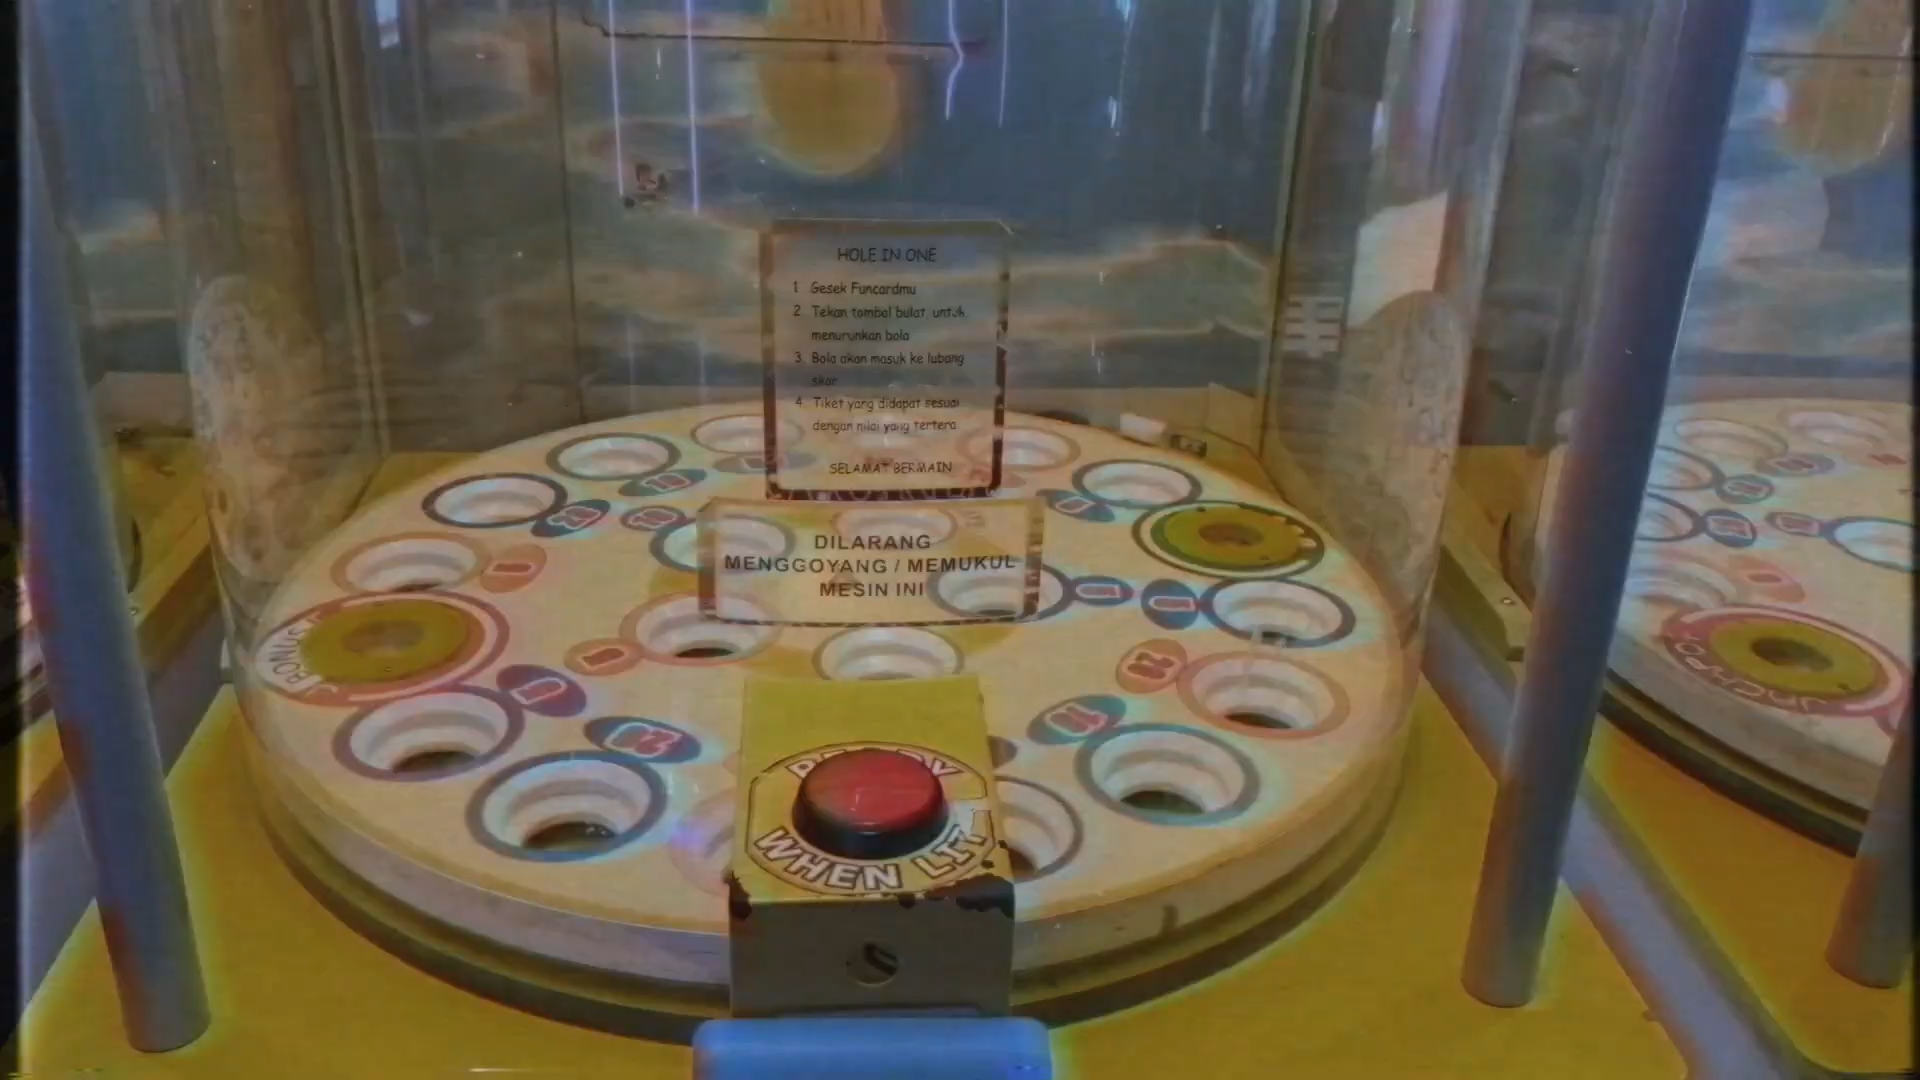 HOLE IN ONE
1 Gesek Funcardmu
2. Tekan tombol bulat, untuk
menurunkan bola
3. Bola akan masuk ke lubang
skor
4. Tiket yang didapat sesuai
dengan nilai yang tertera
SELAMAT BERMAIN
DILARANG
MENGGOYANG / MEMUKUL
MESIN INI
BONUS
JACKPO
WHEN LIT